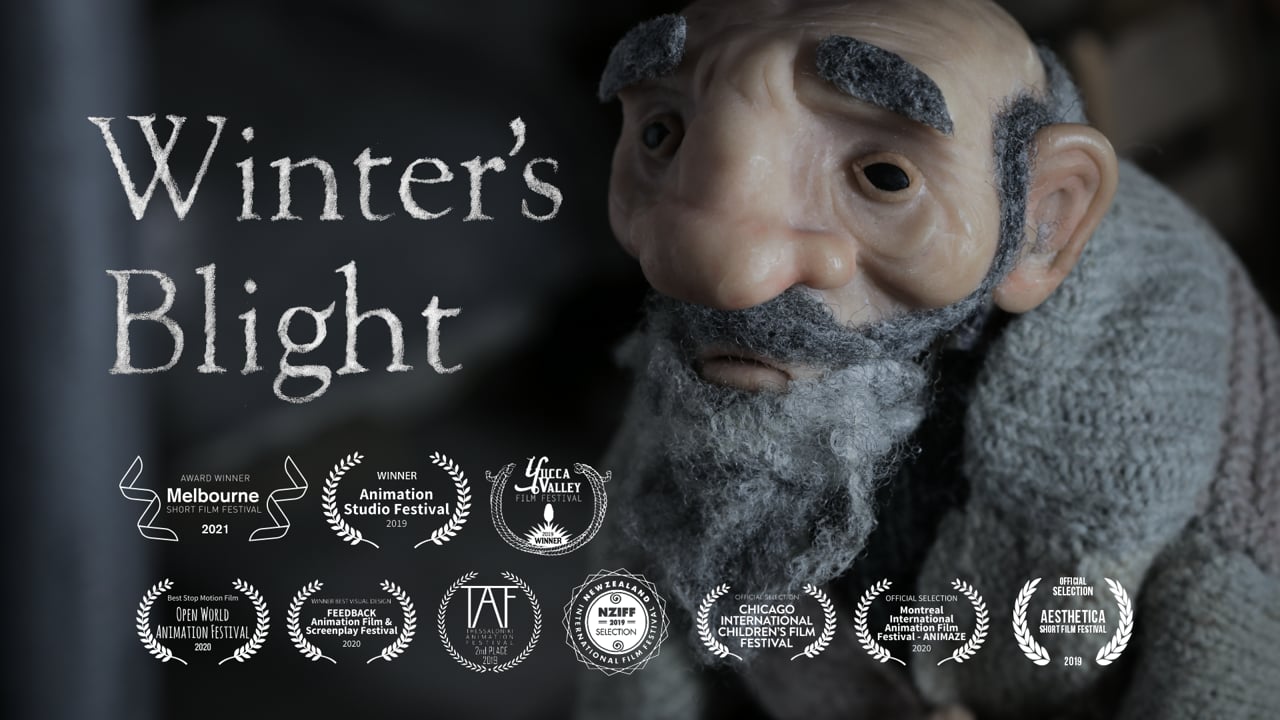 Winter's
Blight
AWARD WINNER
Melbourne
SHORT FILM FESTIVAL
2021
WINNER
Animation
Studio Festival
2019
Yucca
Valley
FILM FESTIVAL
2019
WINNER
Best Stop Motion Film
OPEN WORLD
ANIMATION FESTIVAL
2020
WINNER BEST VISUAL DESIGN
FEEDBACK
Animation Film &
Screenplay Festival
2020
TAF
THESSALONIKI
ANIMATION
FESTIVAL
2nd PLACE
2019
NEW ZEALAND
INTERNATIONAL FILM FESTIVAL
NZIFF
2019
SELECTION
OFFICIAL SELECTION
CHICAGO
INTERNATIONAL
CHILDREN'S FILM
FESTIVAL
OFFICIAL SELECTION
Montreal
International
Animation Film
Festival - ANIMAZE
2020
OFFICIAL
SELECTION
AESTHETICA
SHORT FILM FESTIVAL
2019